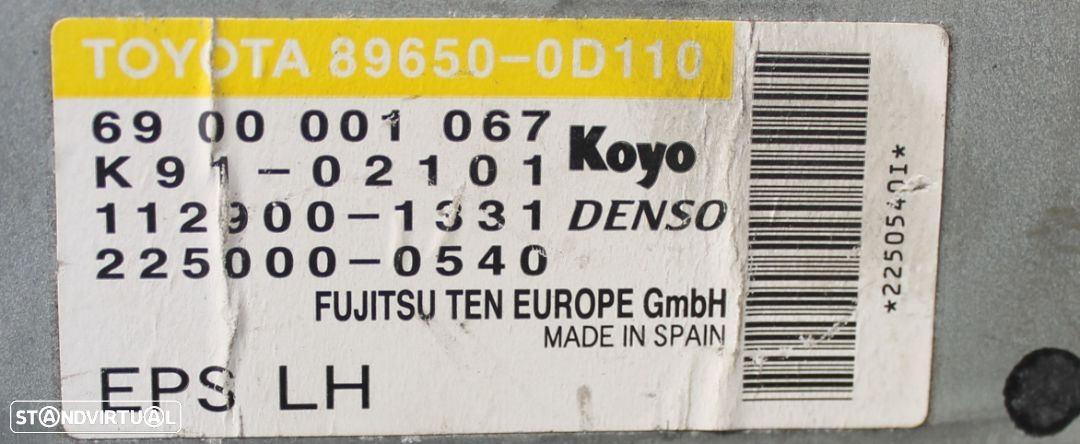 TOYOTA 89650-0D110
69 00 001 067
K91-02101 Koyo
112900-1331 DENSO
225000-0540
FUJITSU TEN EUROPE GmbH
MADE IN SPAIN
EPS LH
*2250540I*
STANDVIRTUAL